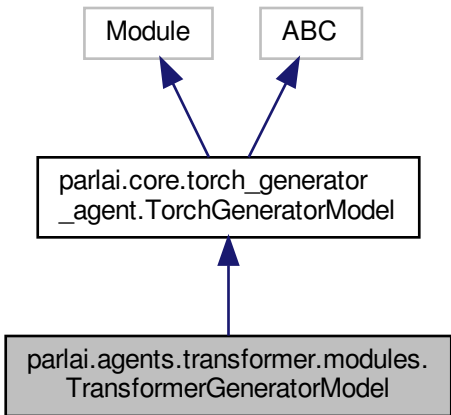 Module
ABC
parlai.core.torch_generator
_agent.TorchGeneratorModel
parlai.agents.transformer.modules.
TransformerGeneratorModel